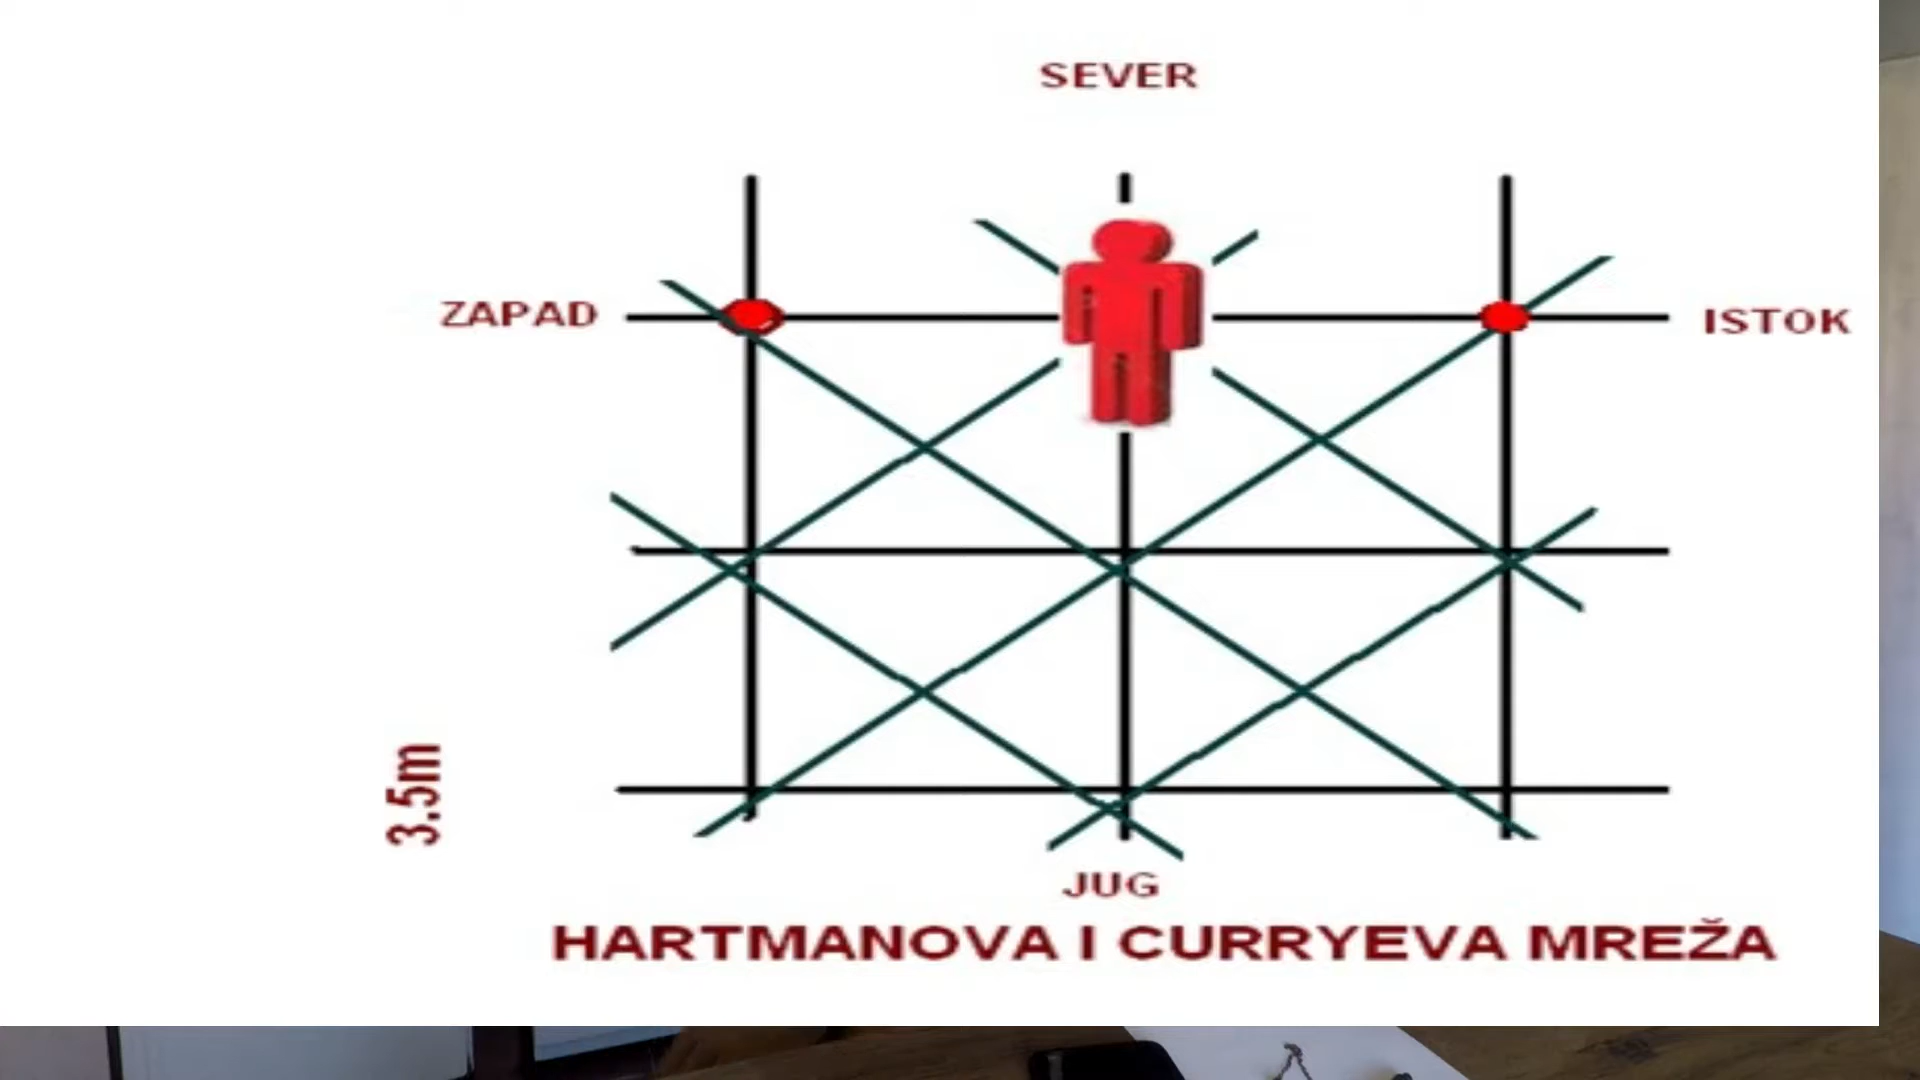 SEVER
ZAPAD
ISTOK
3.5m
JUG
HARTMANOVA I CURRYEVA MREŽA